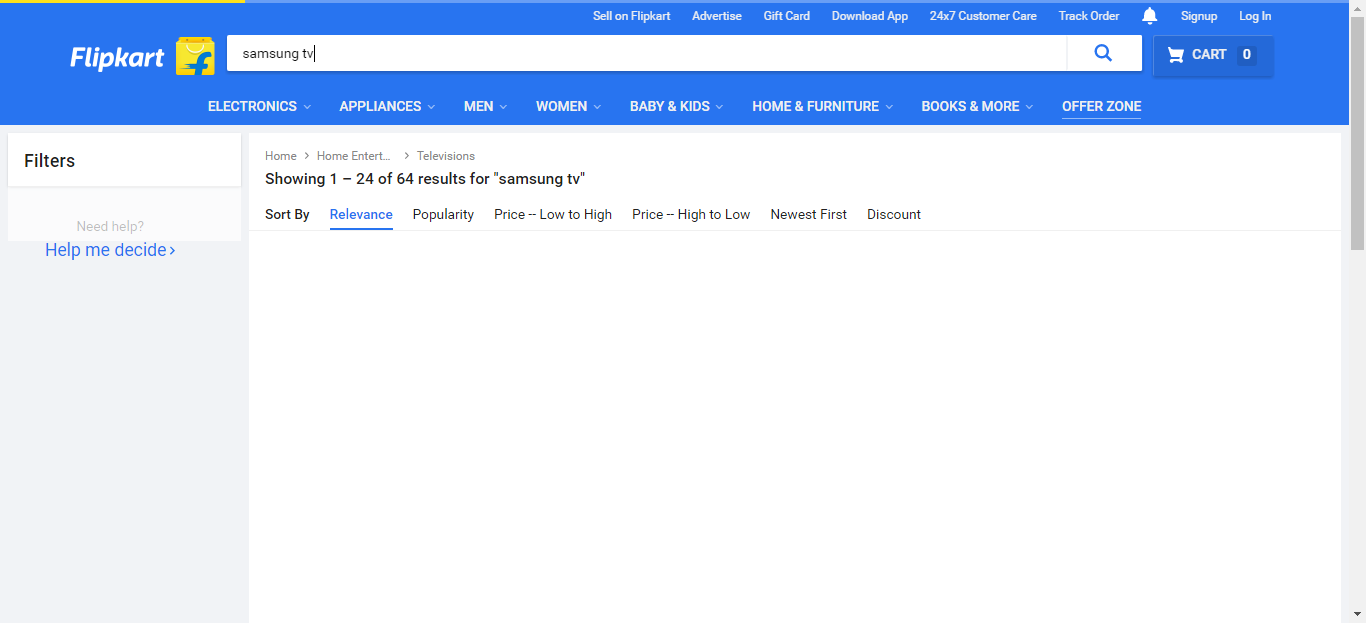 Sell on Flipkart Advertise Gift Card Download App 24x7 Customer Care Track Order Signup Log In
Flipkart f samsung tv CART 0
ELECTRONICS APPLIANCES MEN WOMEN BABY & KIDS HOME & FURNITURE BOOKS & MORE OFFER ZONE
Filters
Need help?
Help me decide
Home Home Entert... Televisions
Showing 1 – 24 of 64 results for "samsung tv"
Sort By Relevance Popularity Price -- Low to High Price -- High to Low Newest First Discount